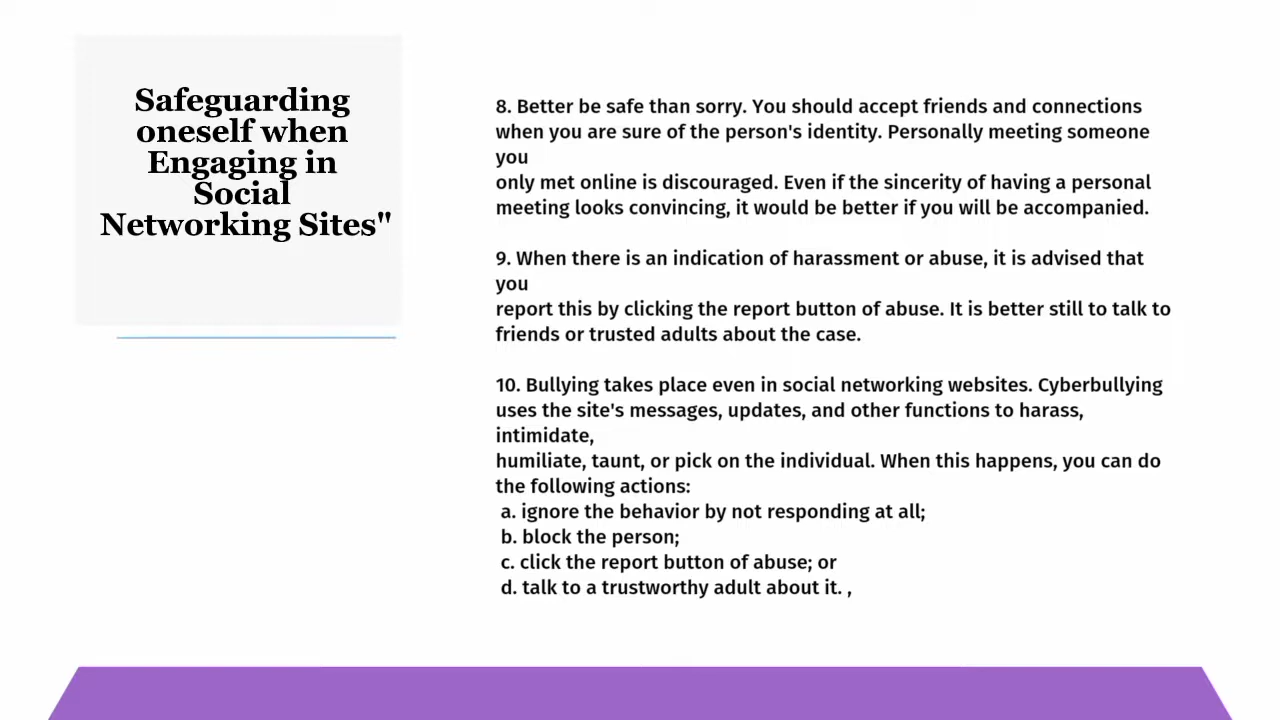 Safeguarding
oneself when
Engaging in
Social
Networking Sites"
8. Better be safe than sorry. You should accept friends and connections
when you are sure of the person's identity. Personally meeting someone
you
only met online is discouraged. Even if the sincerity of having a personal
meeting looks convincing, it would be better if you will be accompanied.
9. When there is an indication of harassment or abuse, it is advised that
you
report this by clicking the report button of abuse. It is better still to talk to
friends or trusted adults about the case.
10. Bullying takes place even in social networking websites. Cyberbullying
uses the site's messages, updates, and other functions to harass,
intimidate,
humiliate, taunt, or pick on the individual. When this happens, you can do
the following actions:
a. ignore the behavior by not responding at all;
b. block the person;
c. click the report button of abuse; or
d. talk to a trustworthy adult about it. ,